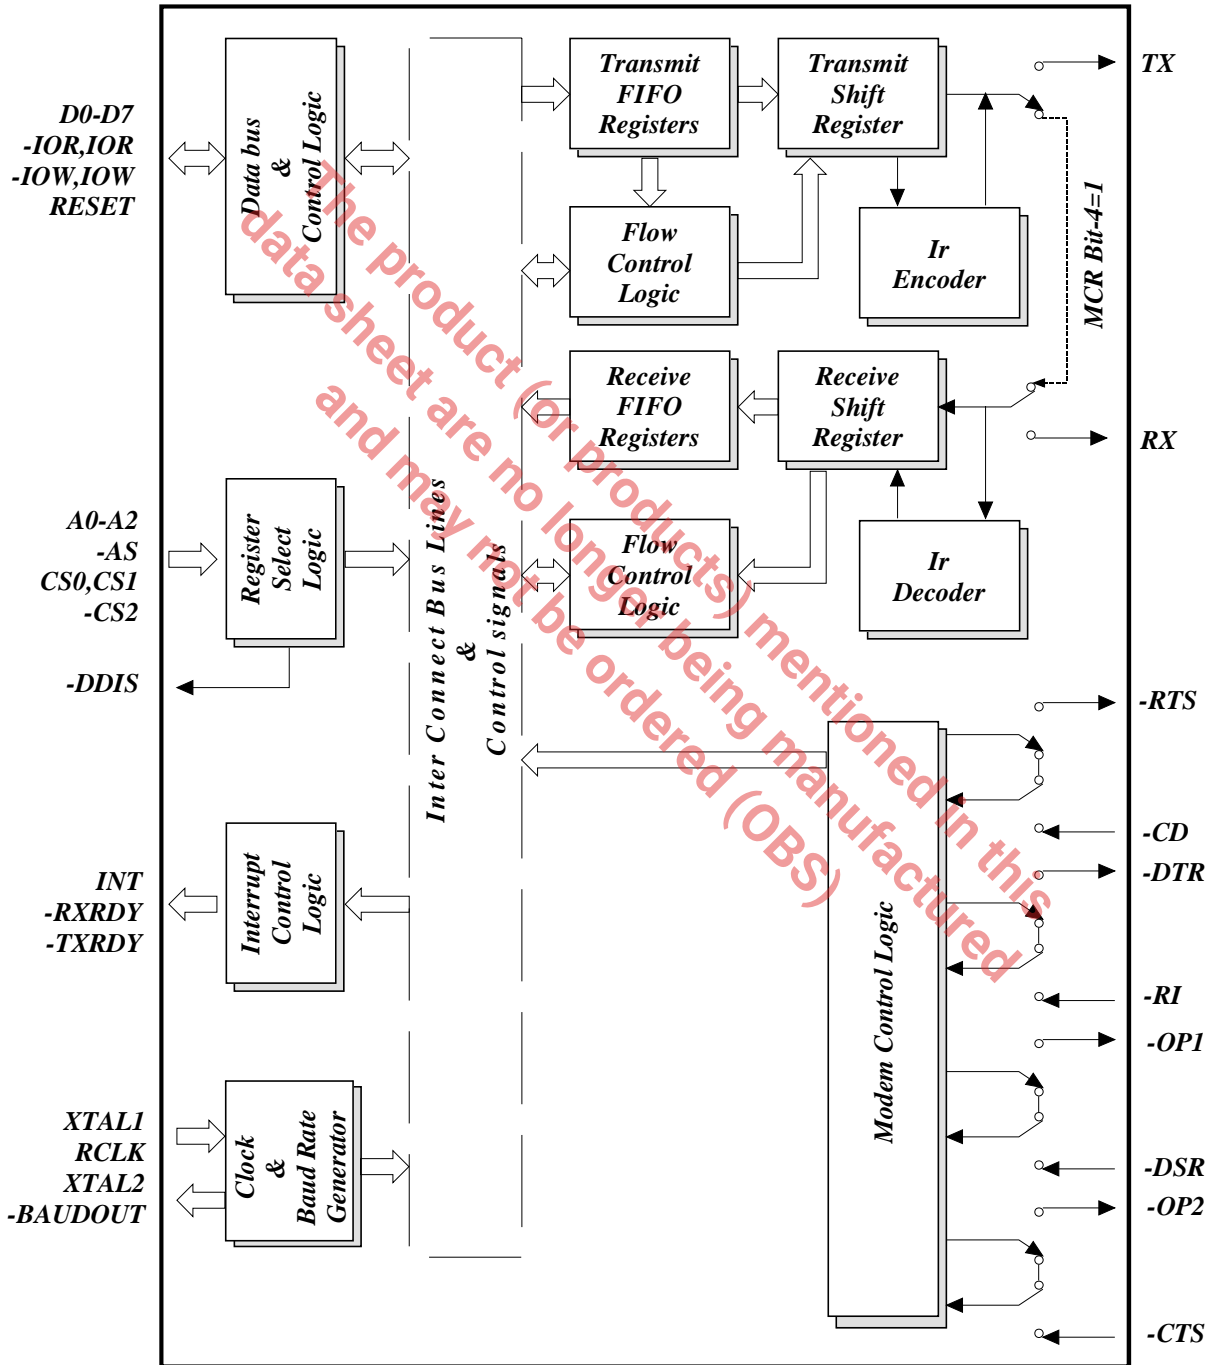 D0-D7
-IOR,IOR
-IOW,IOW
RESET
Data bus
&
Control Logic
A0-A2
-AS
CS0,CS1
-CS2
-DDIS
Register
Select
Logic
INT
-RXRDY
-TXRDY
Interrupt
Control
Logic
XTAL1
RCLK
XTAL2
-BAUDOUT
Clock
&
Baud Rate
Generator
Inter Connect Bus Lines
&
Control signals
Transmit
FIFO
Registers
Transmit
Shift
Register
Flow
Control
Logic
Ir
Encoder
Receive
FIFO
Registers
Receive
Shift
Register
Flow
Control
Logic
Ir
Decoder
Modem Control Logic
MCR Bit-4=1
TX
RX
-RTS
-CD
-DTR
-RI
-OP1
-DSR
-OP2
-CTS
The product (or products) mentioned in this
data sheet are no longer being manufactured
and may not be ordered (OBS)